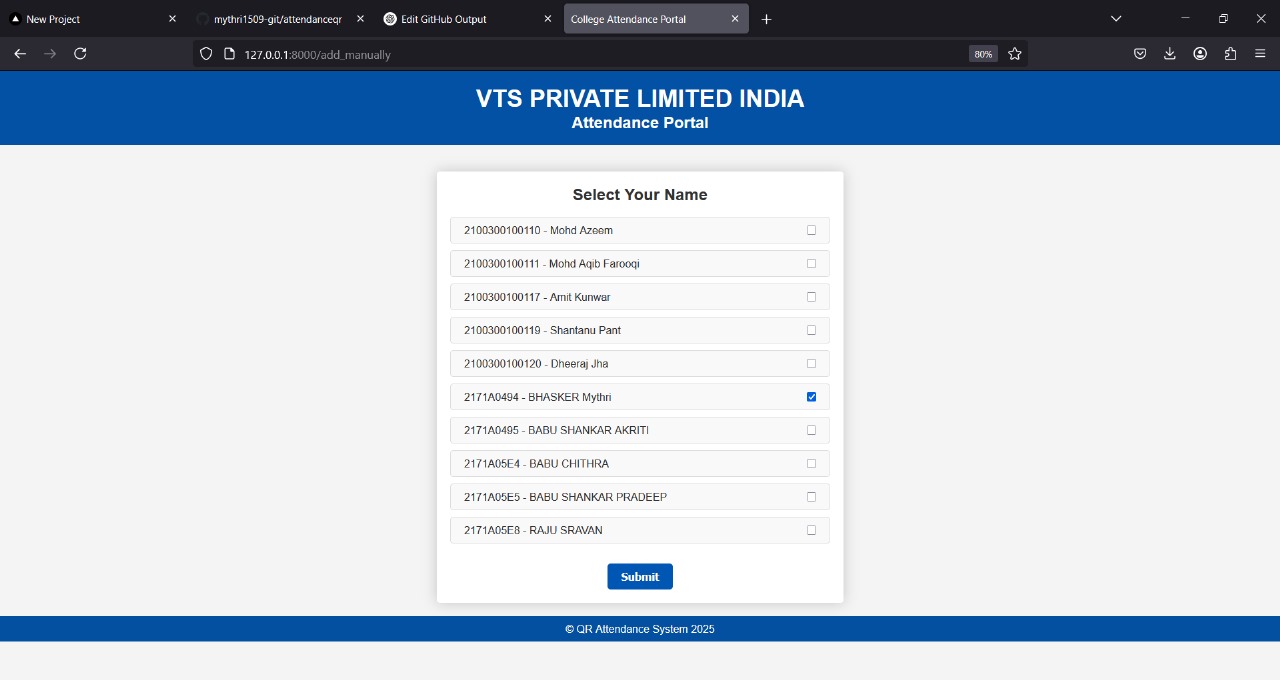 New Project
mythri1509-git/attendanceqr
Edit GitHub Output
College Attendance Portal
127.0.0.1:8000/add_manually
80%
VTS PRIVATE LIMITED INDIA
Attendance Portal
Select Your Name
2100300100110 - Mohd Azeem
2100300100111 - Mohd Aqib Farooqi
2100300100117 - Amit Kunwar
2100300100119 - Shantanu Pant
2100300100120 - Dheeraj Jha
2171A0494 - BHASKER Mythri
2171A0495 - BABU SHANKAR AKRITI
2171A05E4 - BABU CHITHRA
2171A05E5 - BABU SHANKAR PRADEEP
2171A05E8 - RAJU SRAVAN
Submit
© QR Attendance System 2025